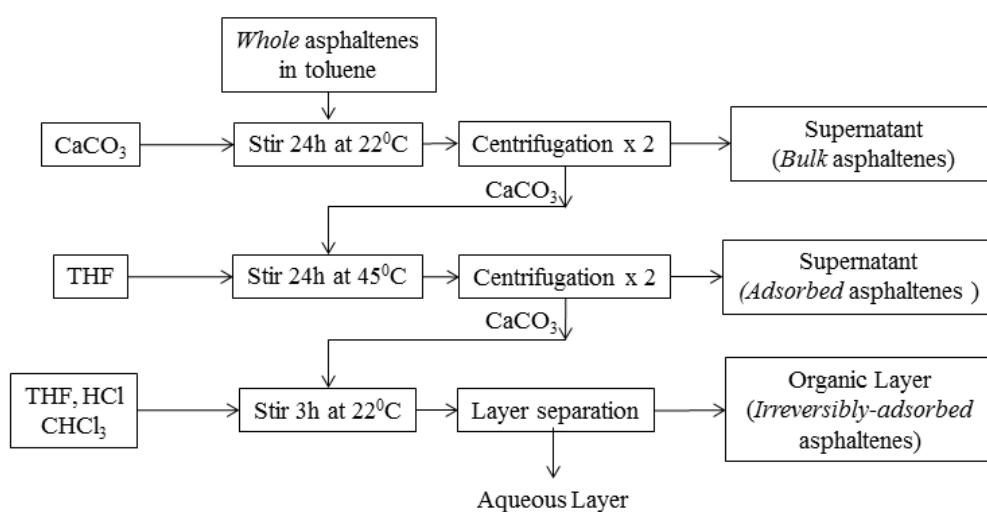 Whole asphaltenes
in toluene
CaCO₃
Stir 24h at 22⁰C
Centrifugation x 2
Supernatant
(Bulk asphaltenes)
CaCO₃
THF
Stir 24h at 45⁰C
Centrifugation x 2
Supernatant
(Adsorbed asphaltenes )
CaCO₃
THF, HCl
CHCl₃
Stir 3h at 22⁰C
Layer separation
Organic Layer
(Irreversibly-adsorbed
asphaltenes)
Aqueous Layer